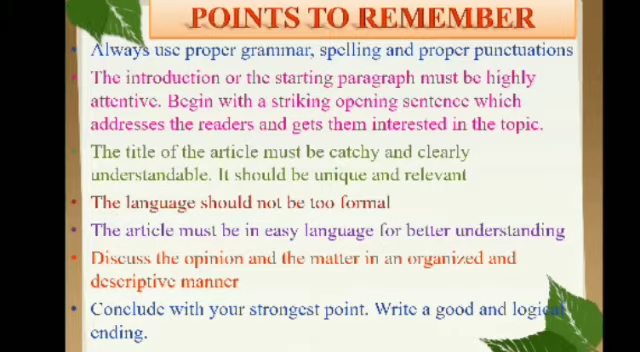 POINTS TO REMEMBER
• Always use proper grammar, spelling and proper punctuations
• The introduction or the starting paragraph must be highly
attentive. Begin with a striking opening sentence which
addresses the readers and gets them interested in the topic.
• The title of the article must be catchy and clearly
understandable. It should be unique and relevant
• The language should not be too formal
• The article must be in easy language for better understanding
• Discuss the opinion and the matter in an organized and
descriptive manner
• Conclude with your strongest point. Write a good and logical
ending.